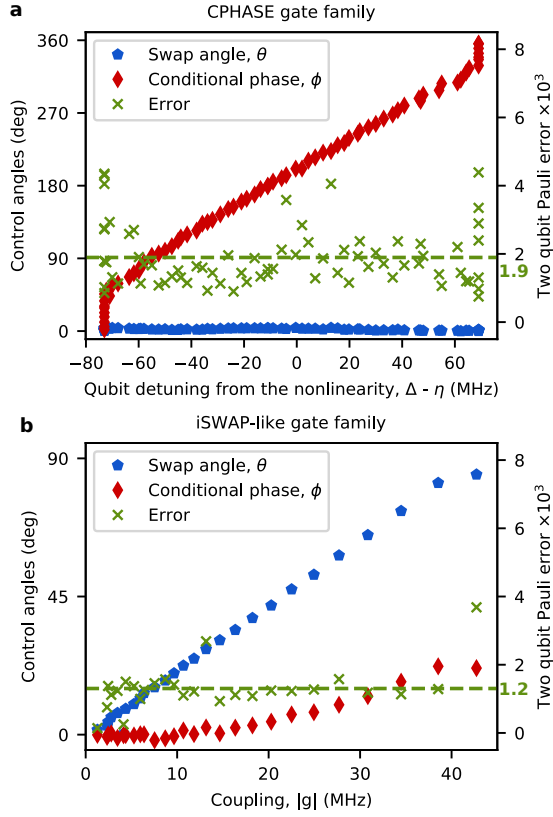 a
CPHASE gate family
Swap angle, θ
Conditional phase, ϕ
Error
360
270
180
90
0
Control angles (deg)
8
6
4
2
0
1.9
Two qubit Pauli error ×10³
−80 −60 −40 −20 0 20 40 60
Qubit detuning from the nonlinearity, Δ - η (MHz)
b
iSWAP-like gate family
Swap angle, θ
Conditional phase, ϕ
Error
90
45
0
Control angles (deg)
8
6
4
2
0
1.2
Two qubit Pauli error ×10³
0 10 20 30 40
Coupling, |g| (MHz)